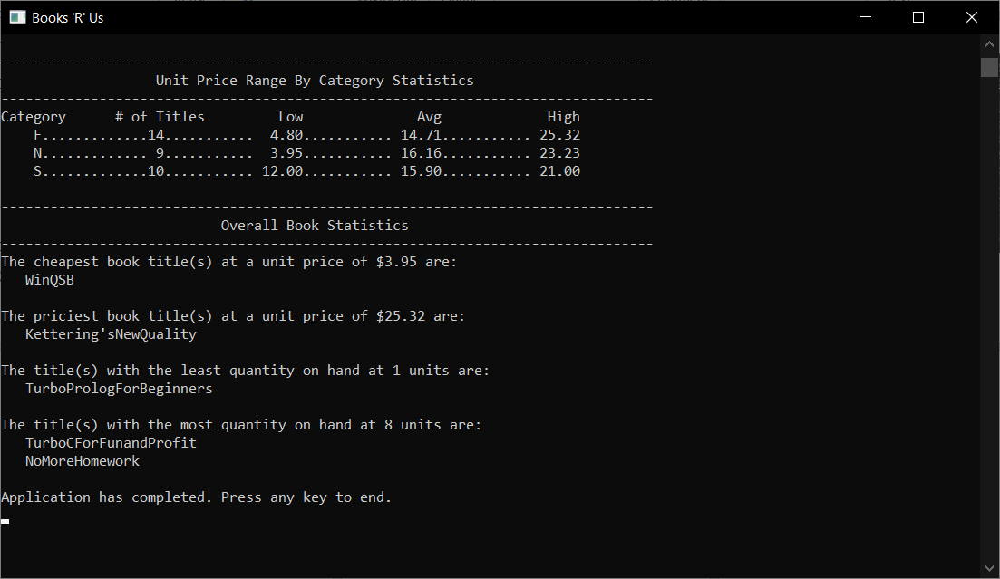 Books 'R' Us
--------------------------------------------------------------------------------
Unit Price Range By Category Statistics
--------------------------------------------------------------------------------
Category      # of Titles         Low              Avg             High
    F.............14...........  4.80........... 14.71........... 25.32
    N............. 9...........  3.95........... 16.16........... 23.23
    S.............10........... 12.00........... 15.90........... 21.00
--------------------------------------------------------------------------------
Overall Book Statistics
--------------------------------------------------------------------------------
The cheapest book title(s) at a unit price of $3.95 are:
   WinQSB
The priciest book title(s) at a unit price of $25.32 are:
   Kettering'sNewQuality
The title(s) with the least quantity on hand at 1 units are:
   TurboPrologForBeginners
The title(s) with the most quantity on hand at 8 units are:
   TurboCForFunandProfit
   NoMoreHomework
Application has completed. Press any key to end.